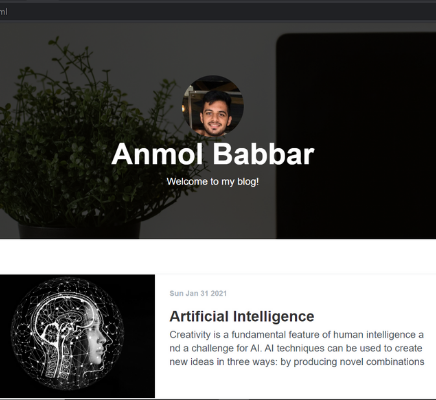 ml
Anmol Babbar
Welcome to my blog!
Sun Jan 31 2021
Artificial Intelligence
Creativity is a fundamental feature of human intelligence a
nd a challenge for AI. AI techniques can be used to create
new ideas in three ways: by producing novel combinations